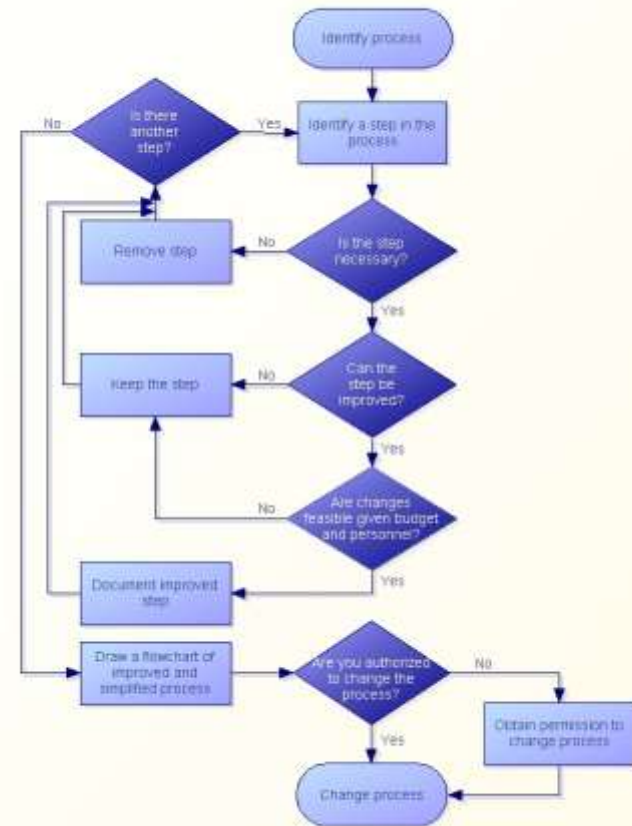 Identify process
No
Is there
another
step?
Yes
Identify a step in the
process
Remove step
No
Is the step
necessary?
Yes
Keep the step
No
Can the
step be
improved?
Yes
No
Are changes
feasible given budget
and personnel?
Yes
Document improved
step
Draw a flowchart of
improved and
simplified process
Are you authorized
to change the
process?
No
Yes
Obtain permission to
change process
Change process